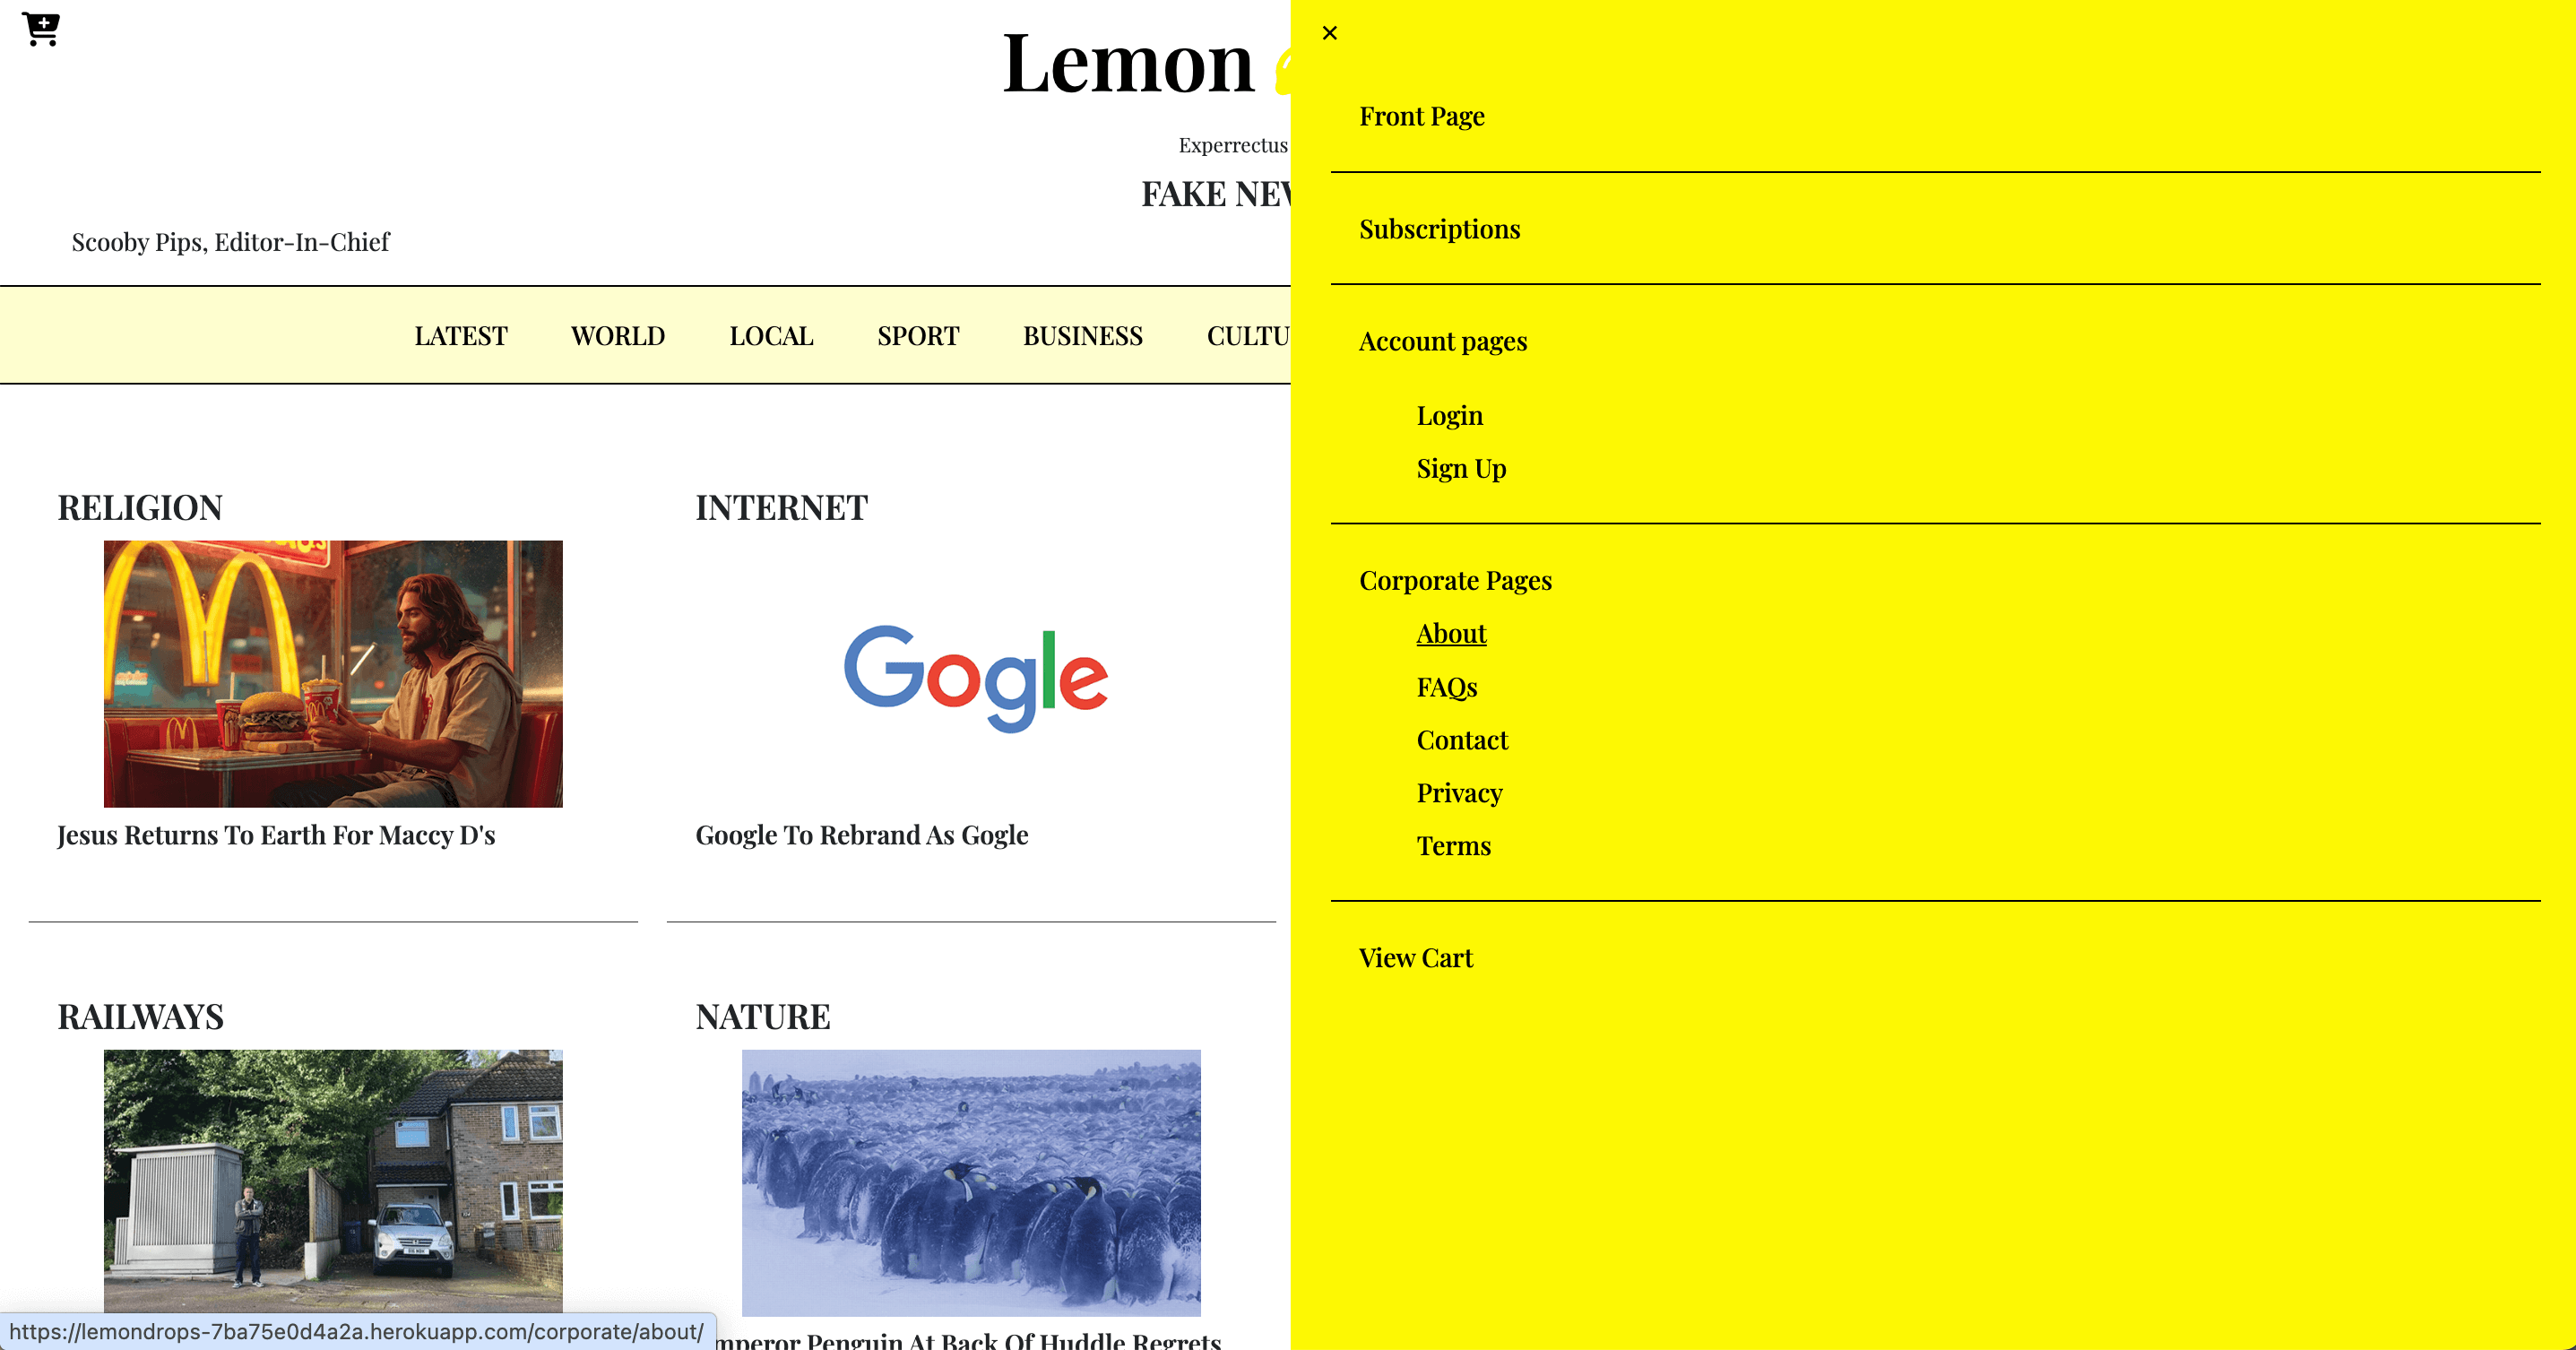 Lemon
Experrectus
FAKE NEW
Scooby Pips, Editor-In-Chief
LATEST WORLD LOCAL SPORT BUSINESS CULTU
RELIGION
Jesus Returns To Earth For Maccy D's
INTERNET
Gogle
Google To Rebrand As Gogle
RAILWAYS
NATURE
mperor Penguin At Back Of Huddle Regrets
https://lemondrops-7ba75e0d4a2a.herokuapp.com/corporate/about/
×
Front Page
Subscriptions
Account pages
Login
Sign Up
Corporate Pages
About
FAQs
Contact
Privacy
Terms
View Cart